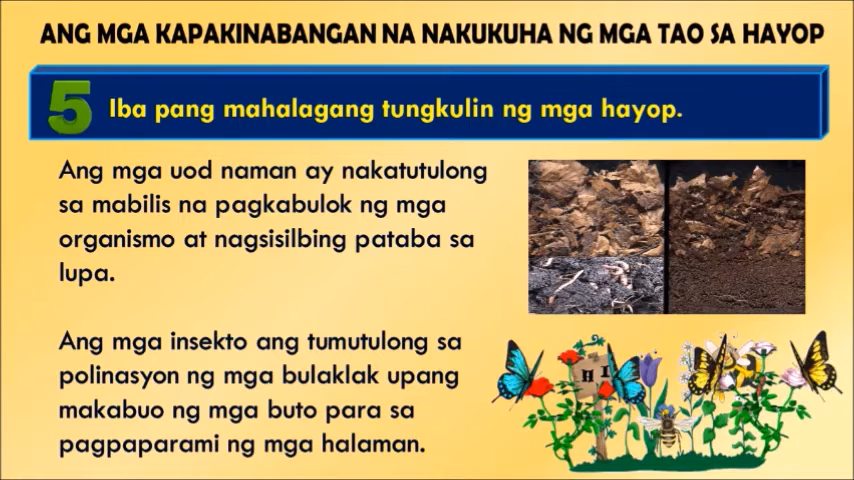 ANG MGA KAPAKINABANGAN NA NAKUKUHA NG MGA TAO SA HAYOP
5 Iba pang mahalagang tungkulin ng mga hayop.
Ang mga uod naman ay nakatutulong
sa mabilis na pagkabulok ng mga
organismo at nagsisilbing pataba sa
lupa.
Ang mga insekto ang tumutulong sa
polinasyon ng mga bulaklak upang
makabuo ng mga buto para sa
pagpaparami ng mga halaman.
HI